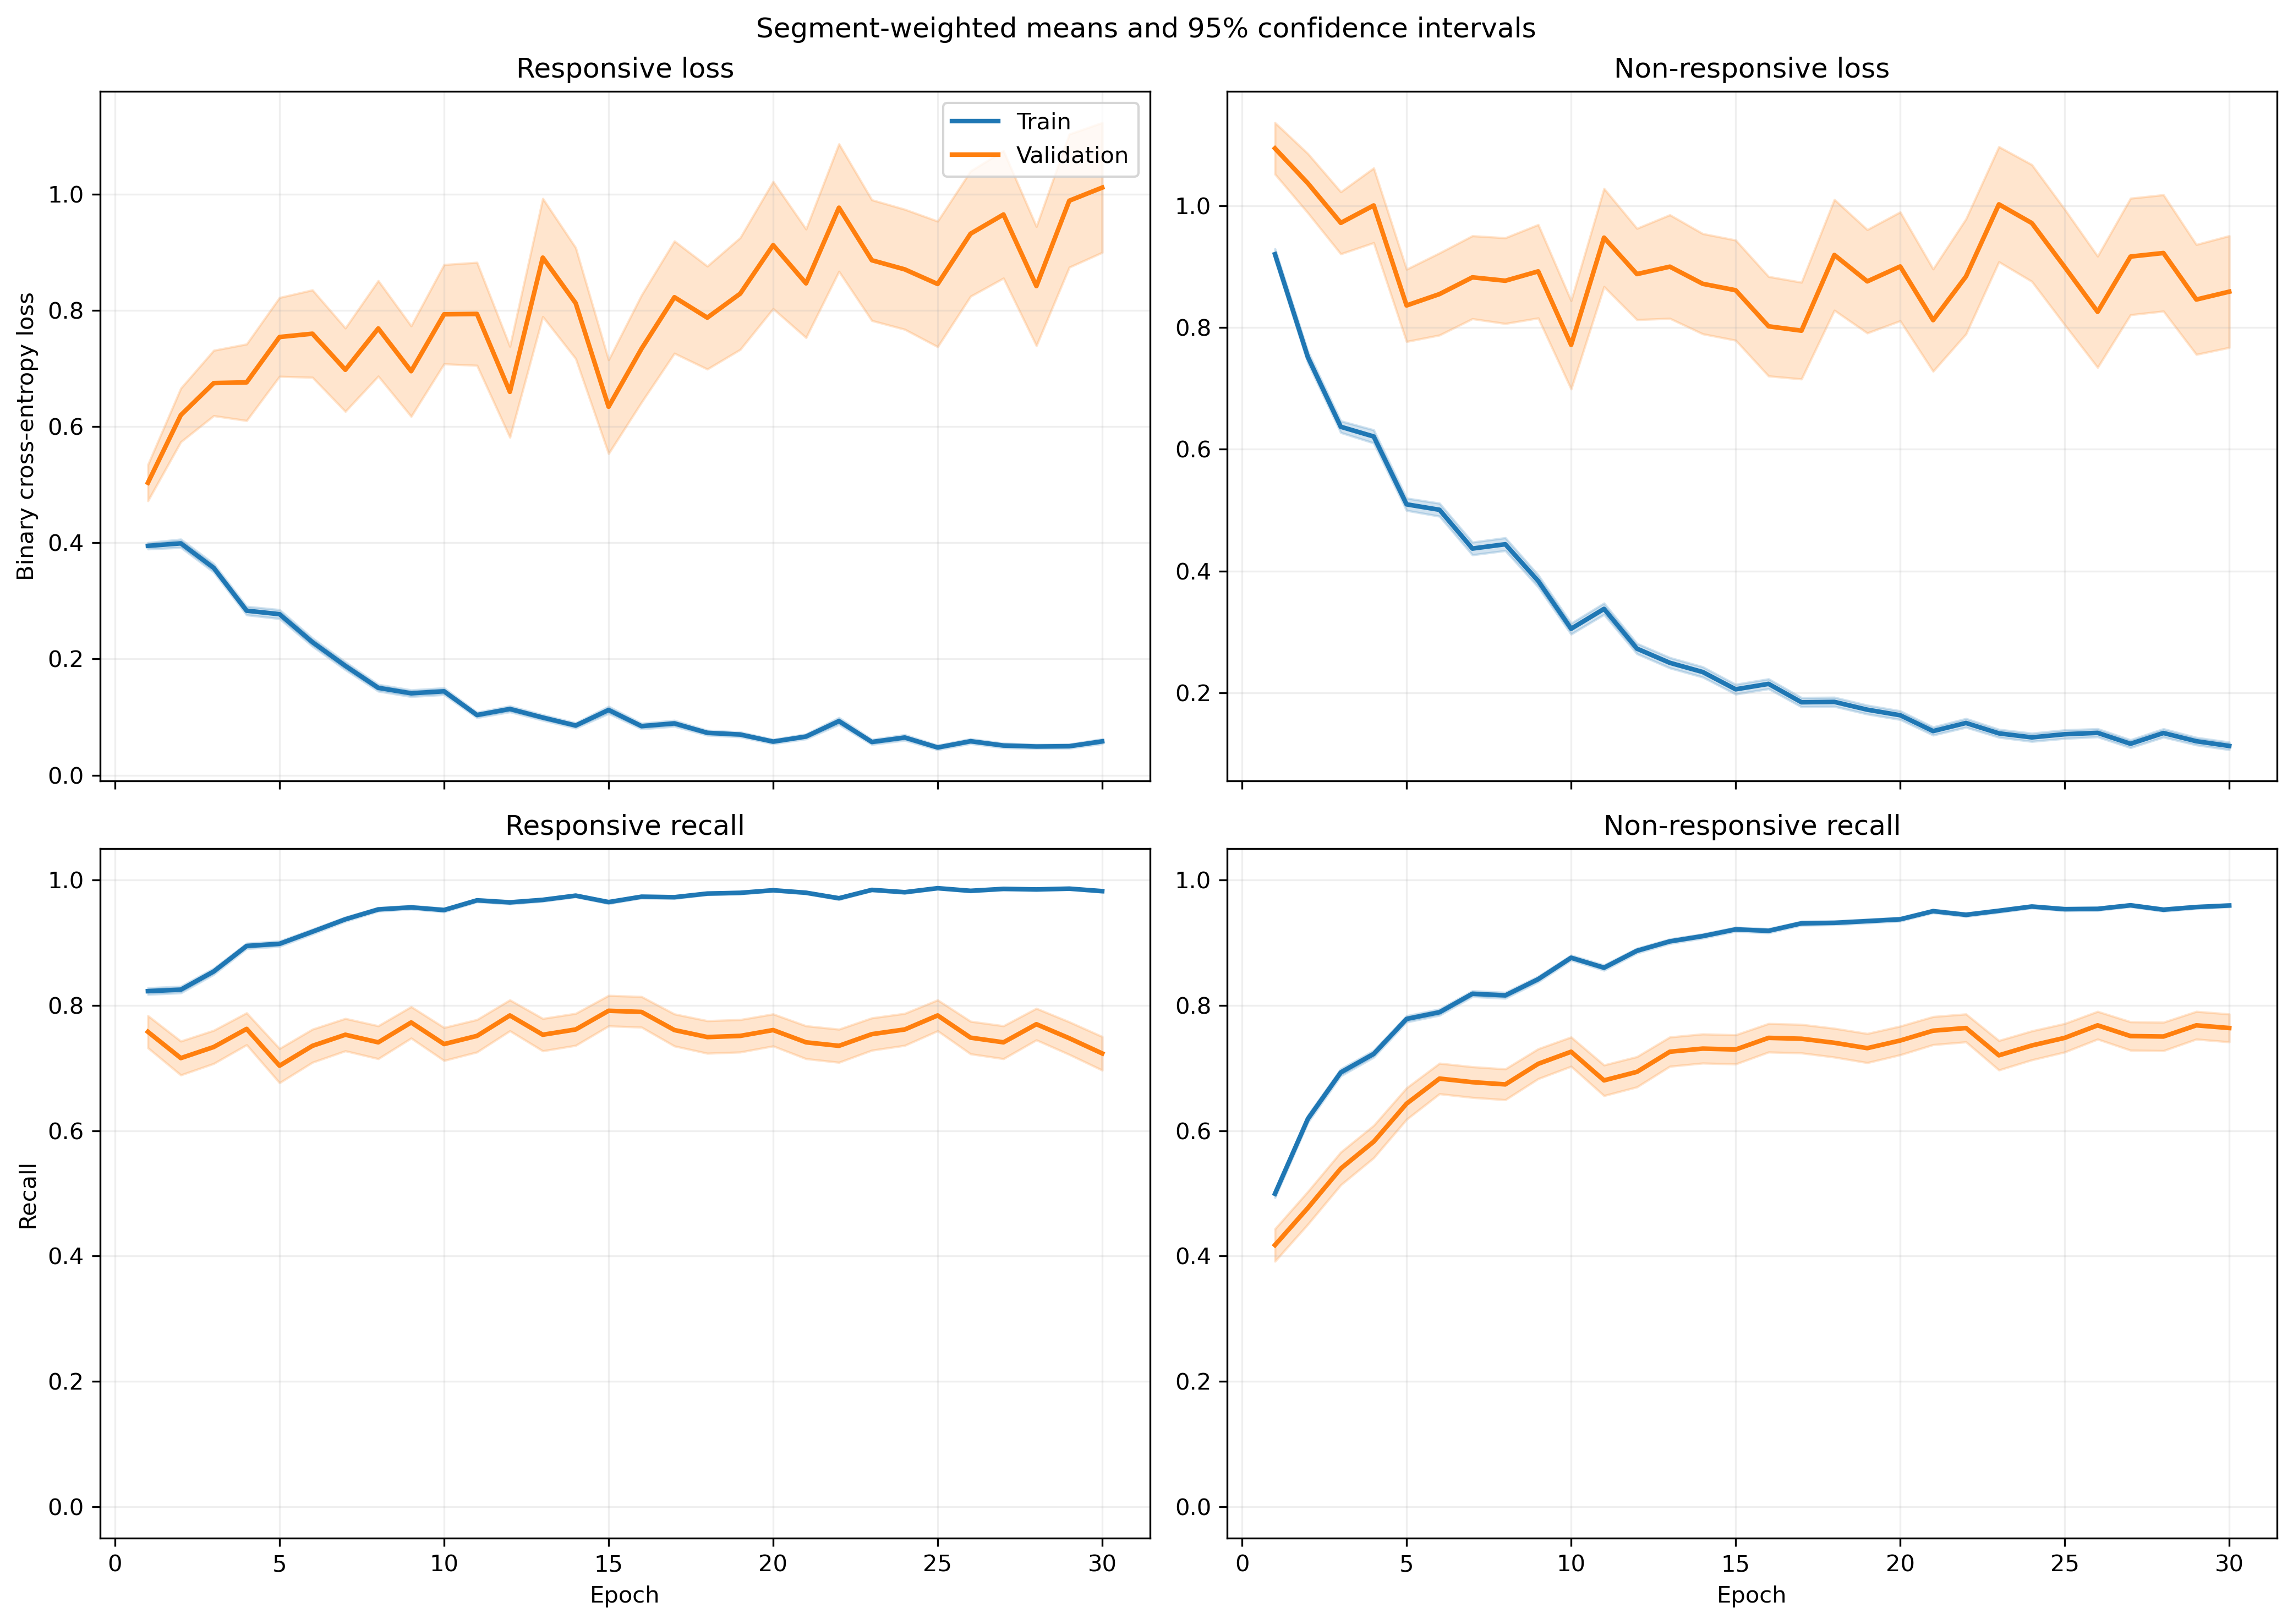 Segment-weighted means and 95% confidence intervals
Responsive loss
Train
Validation
Binary cross-entropy loss
1.0
0.8
0.6
0.4
0.2
0.0
Non-responsive loss
1.0
0.8
0.6
0.4
0.2
Responsive recall
Recall
1.0
0.8
0.6
0.4
0.2
0.0
0 5 10 15 20 25 30
Epoch
Non-responsive recall
1.0
0.8
0.6
0.4
0.2
0.0
0 5 10 15 20 25 30
Epoch